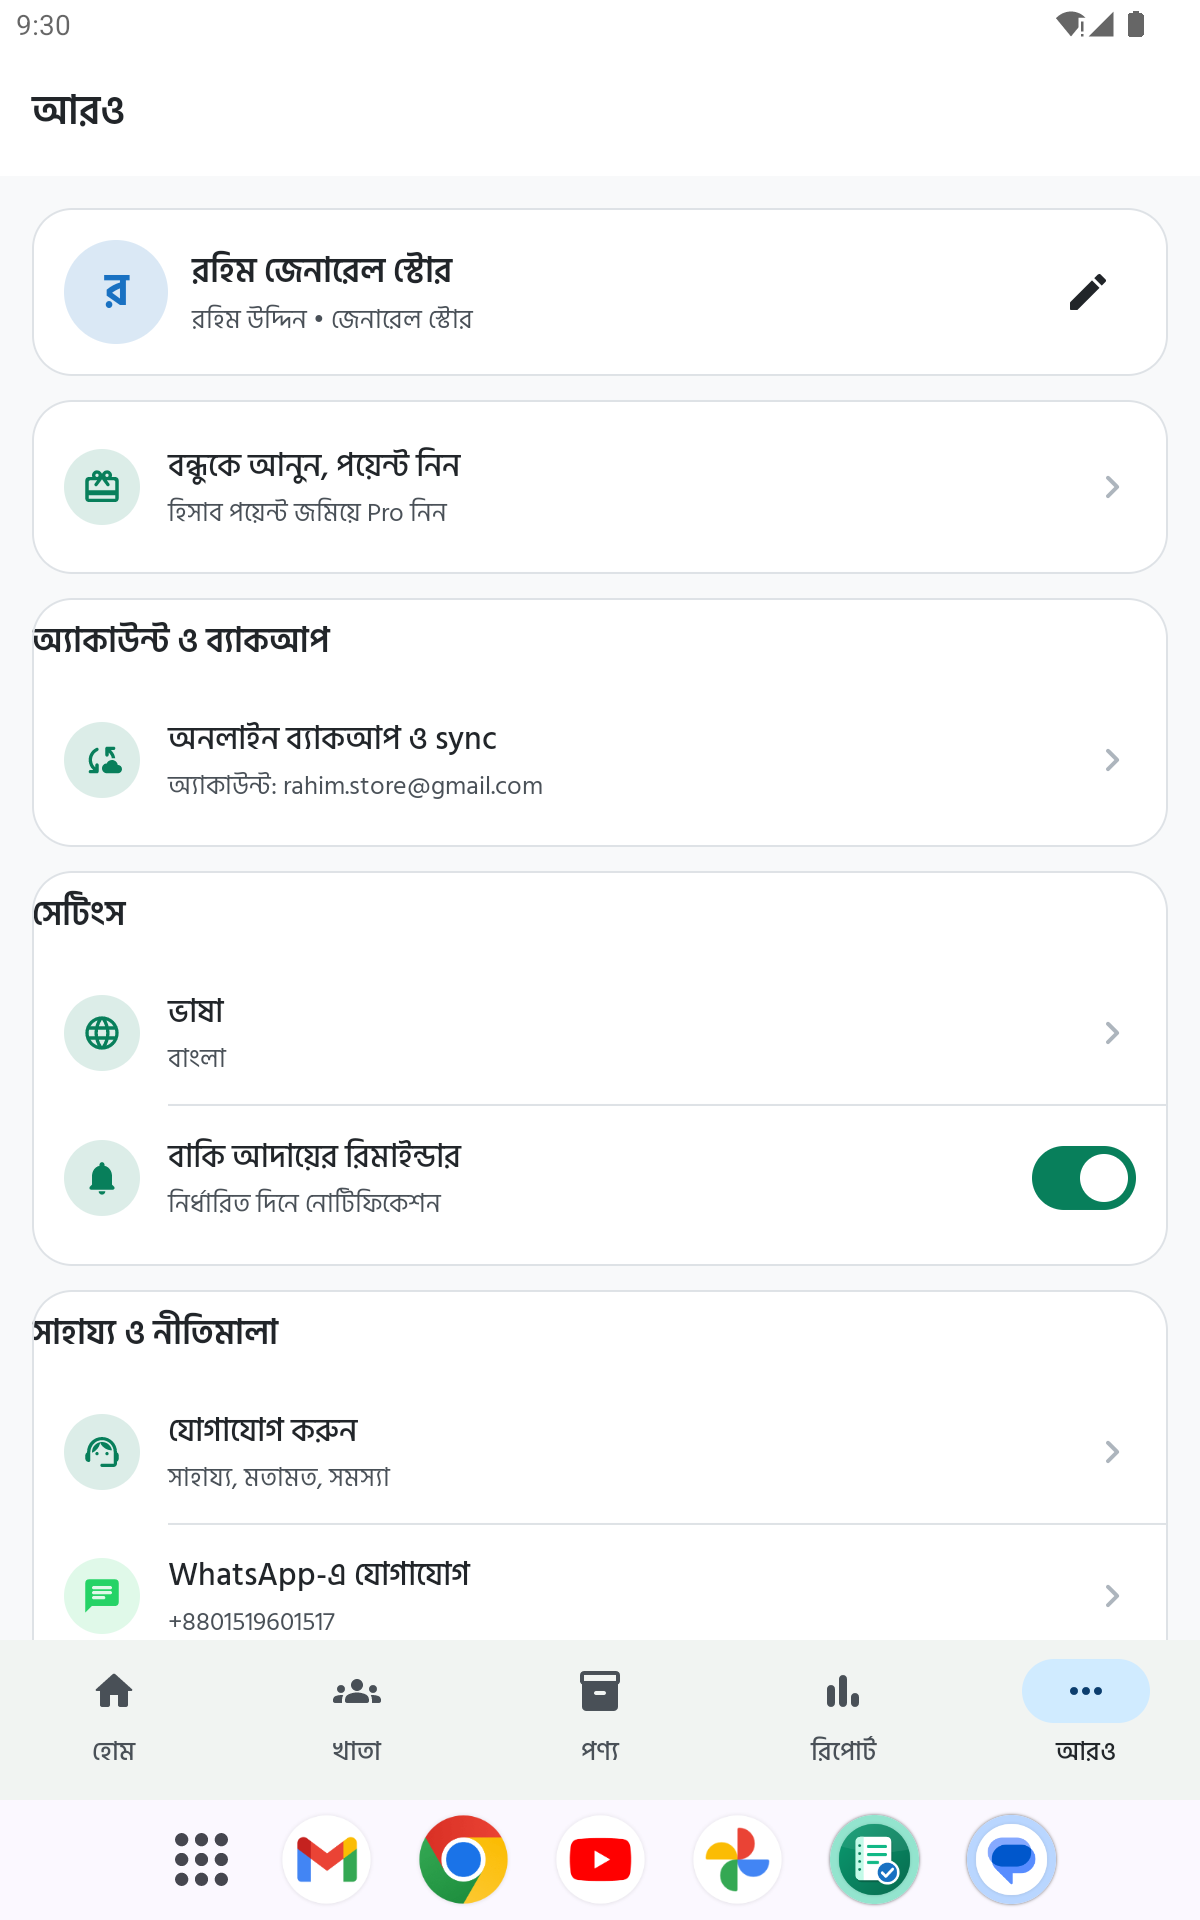 9:30
আরও
র
রহিম জেনারেল স্টোর
রহিম উদ্দিন • জেনারেল স্টোর
বন্ধুকে আনুন, পয়েন্ট নিন
হিসাব পয়েন্ট জমিয়ে Pro নিন
অ্যাকাউন্ট ও ব্যাকআপ
অনলাইন ব্যাকআপ ও sync
অ্যাকাউন্ট: rahim.store@gmail.com
সেটিংস
ভাষা
বাংলা
বাকি আদায়ের রিমাইন্ডার
নির্ধারিত দিনে নোটিফিকেশন
সাহায্য ও নীতিমালা
যোগাযোগ করুন
সাহায্য, মতামত, সমস্যা
WhatsApp-এ যোগাযোগ
+8801519601517
হোম
খাতা
পণ্য
রিপোর্ট
আরও